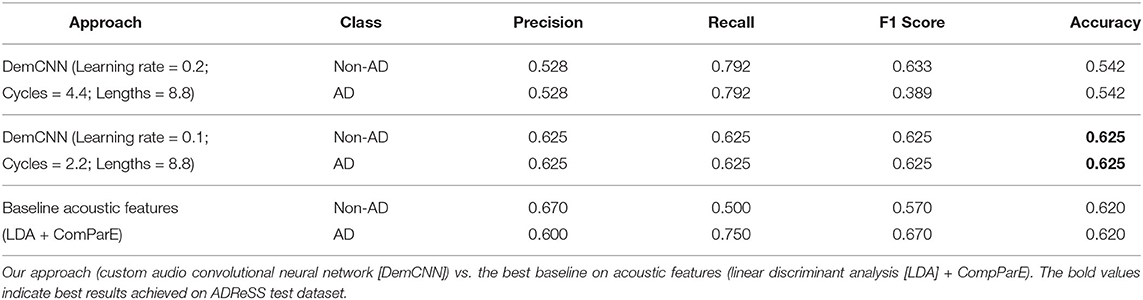 Approach Class Precision Recall F1 Score Accuracy
DemCNN (Learning rate = 0.2; Non-AD 0.528 0.792 0.633 0.542
Cycles = 4.4; Lengths = 8.8) AD 0.528 0.792 0.389 0.542
DemCNN (Learning rate = 0.1; Non-AD 0.625 0.625 0.625 0.625
Cycles = 2.2; Lengths = 8.8) AD 0.625 0.625 0.625 0.625
Baseline acoustic features Non-AD 0.670 0.500 0.570 0.620
(LDA + ComParE) AD 0.600 0.750 0.670 0.620
Our approach (custom audio convolutional neural network [DemCNN]) vs. the best baseline on acoustic features (linear discriminant analysis [LDA] + CompParE). The bold values
indicate best results achieved on ADReSS test dataset.